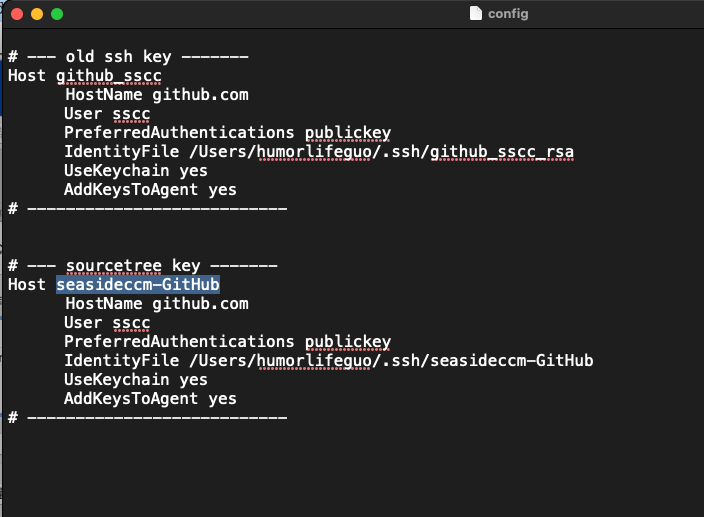 config
# --- old ssh key -------
Host github_sscc
HostName github.com
User sscc
PreferredAuthentications publickey
IdentityFile /Users/humorlifeguo/.ssh/github_sscc_rsa
UseKeychain yes
AddKeysToAgent yes
# ---------------------------
# --- sourcetree key -------
Host seasideccm-GitHub
HostName github.com
User sscc
PreferredAuthentications publickey
IdentityFile /Users/humorlifeguo/.ssh/seasideccm-GitHub
UseKeychain yes
AddKeysToAgent yes
# ---------------------------